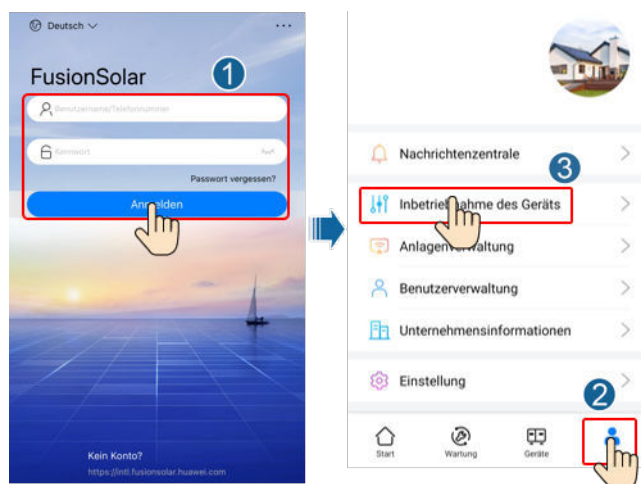 Deutsch
FusionSolar
1
Benutzername/Telefonnummer
Kennwort
Passwort vergessen?
Anmelden
Kein Konto?
https://intl.fusionsolar.huawei.com
Nachrichtenzentrale
3
Inbetriebnahme des Geräts
Anlagenverwaltung
Benutzerverwaltung
Unternehmensinformationen
Einstellung
2
Start
Wartung
Geräte